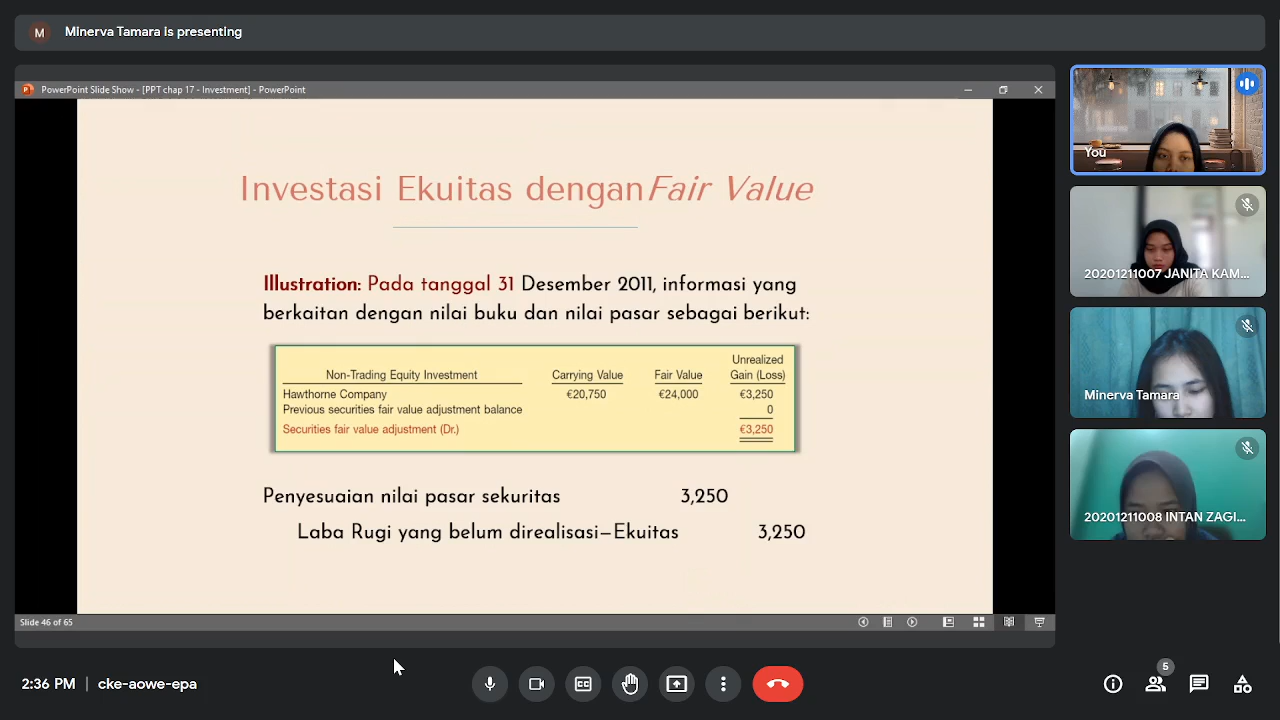 M Minerva Tamara is presenting
PowerPoint Slide Show - [PPT chap 17 - Investment] - PowerPoint
Investasi Ekuitas dengan Fair Value
Illustration: Pada tanggal 31 Desember 2011, informasi yang
berkaitan dengan nilai buku dan nilai pasar sebagai berikut:
Unrealized
Non-Trading Equity Investment Carrying Value Fair Value Gain (Loss)
Hawthorne Company €20,750 €24,000 €3,250
Previous securities fair value adjustment balance 0
Securities fair value adjustment (Dr.) €3,250
Penyesuaian nilai pasar sekuritas 3,250
Laba Rugi yang belum direalisasi–Ekuitas 3,250
Slide 46 of 65
You
20201211007 JANITA KAM...
Minerva Tamara
20201211008 INTAN ZAGI...
2:36 PM | cke-aowe-epa
5